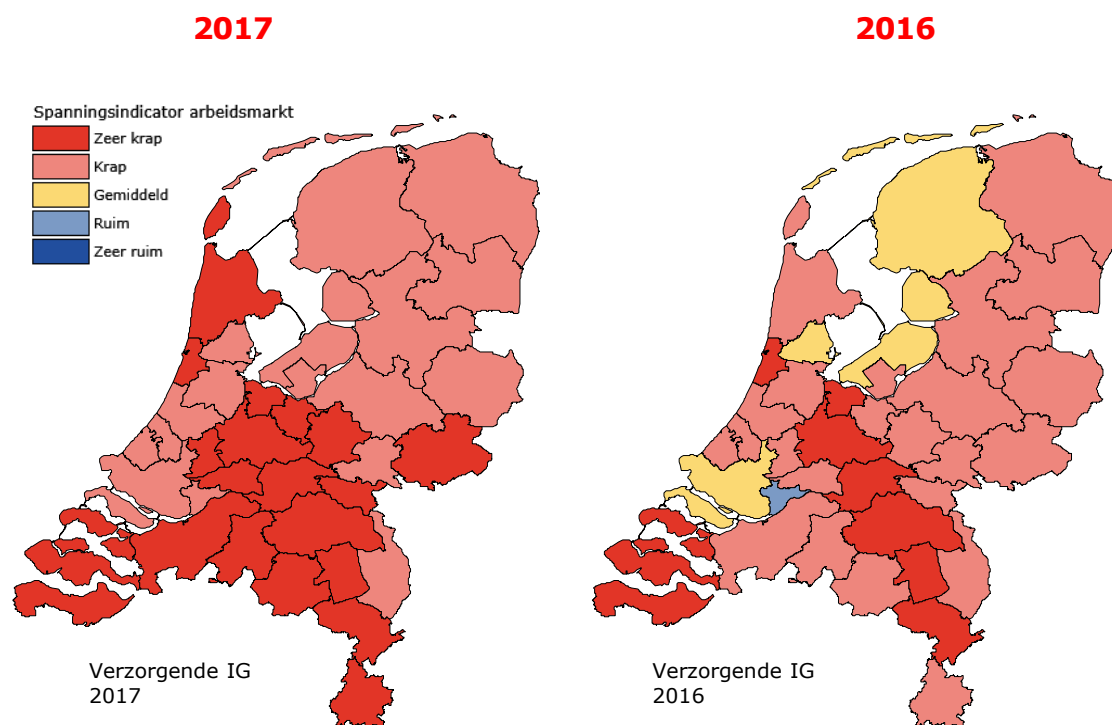 2017
2016
Spanningsindicator arbeidsmarkt
Zeer krap
Krap
Gemiddeld
Ruim
Zeer ruim
Verzorgende IG
2017
Verzorgende IG
2016